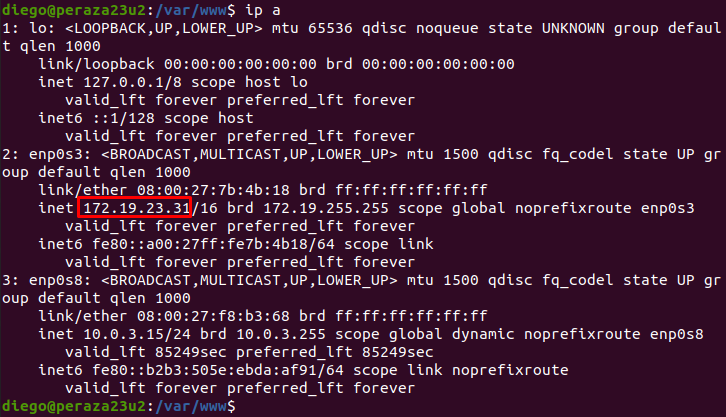 diego@peraza23u2:/var/www$ ip a
1: lo: <LOOPBACK,UP,LOWER_UP> mtu 65536 qdisc noqueue state UNKNOWN group defaul
t qlen 1000
    link/loopback 00:00:00:00:00:00 brd 00:00:00:00:00:00
    inet 127.0.0.1/8 scope host lo
       valid_lft forever preferred_lft forever
    inet6 ::1/128 scope host
       valid_lft forever preferred_lft forever
2: enp0s3: <BROADCAST,MULTICAST,UP,LOWER_UP> mtu 1500 qdisc fq_codel state UP gr
oup default qlen 1000
    link/ether 08:00:27:7b:4b:18 brd ff:ff:ff:ff:ff:ff
    inet 172.19.23.31/16 brd 172.19.255.255 scope global noprefixroute enp0s3
       valid_lft forever preferred_lft forever
    inet6 fe80::a00:27ff:fe7b:4b18/64 scope link
       valid_lft forever preferred_lft forever
3: enp0s8: <BROADCAST,MULTICAST,UP,LOWER_UP> mtu 1500 qdisc fq_codel state UP gr
oup default qlen 1000
    link/ether 08:00:27:f8:b3:68 brd ff:ff:ff:ff:ff:ff
    inet 10.0.3.15/24 brd 10.0.3.255 scope global dynamic noprefixroute enp0s8
       valid_lft 85249sec preferred_lft 85249sec
    inet6 fe80::b2b3:505e:ebda:af91/64 scope link noprefixroute
       valid_lft forever preferred_lft forever
diego@peraza23u2:/var/www$